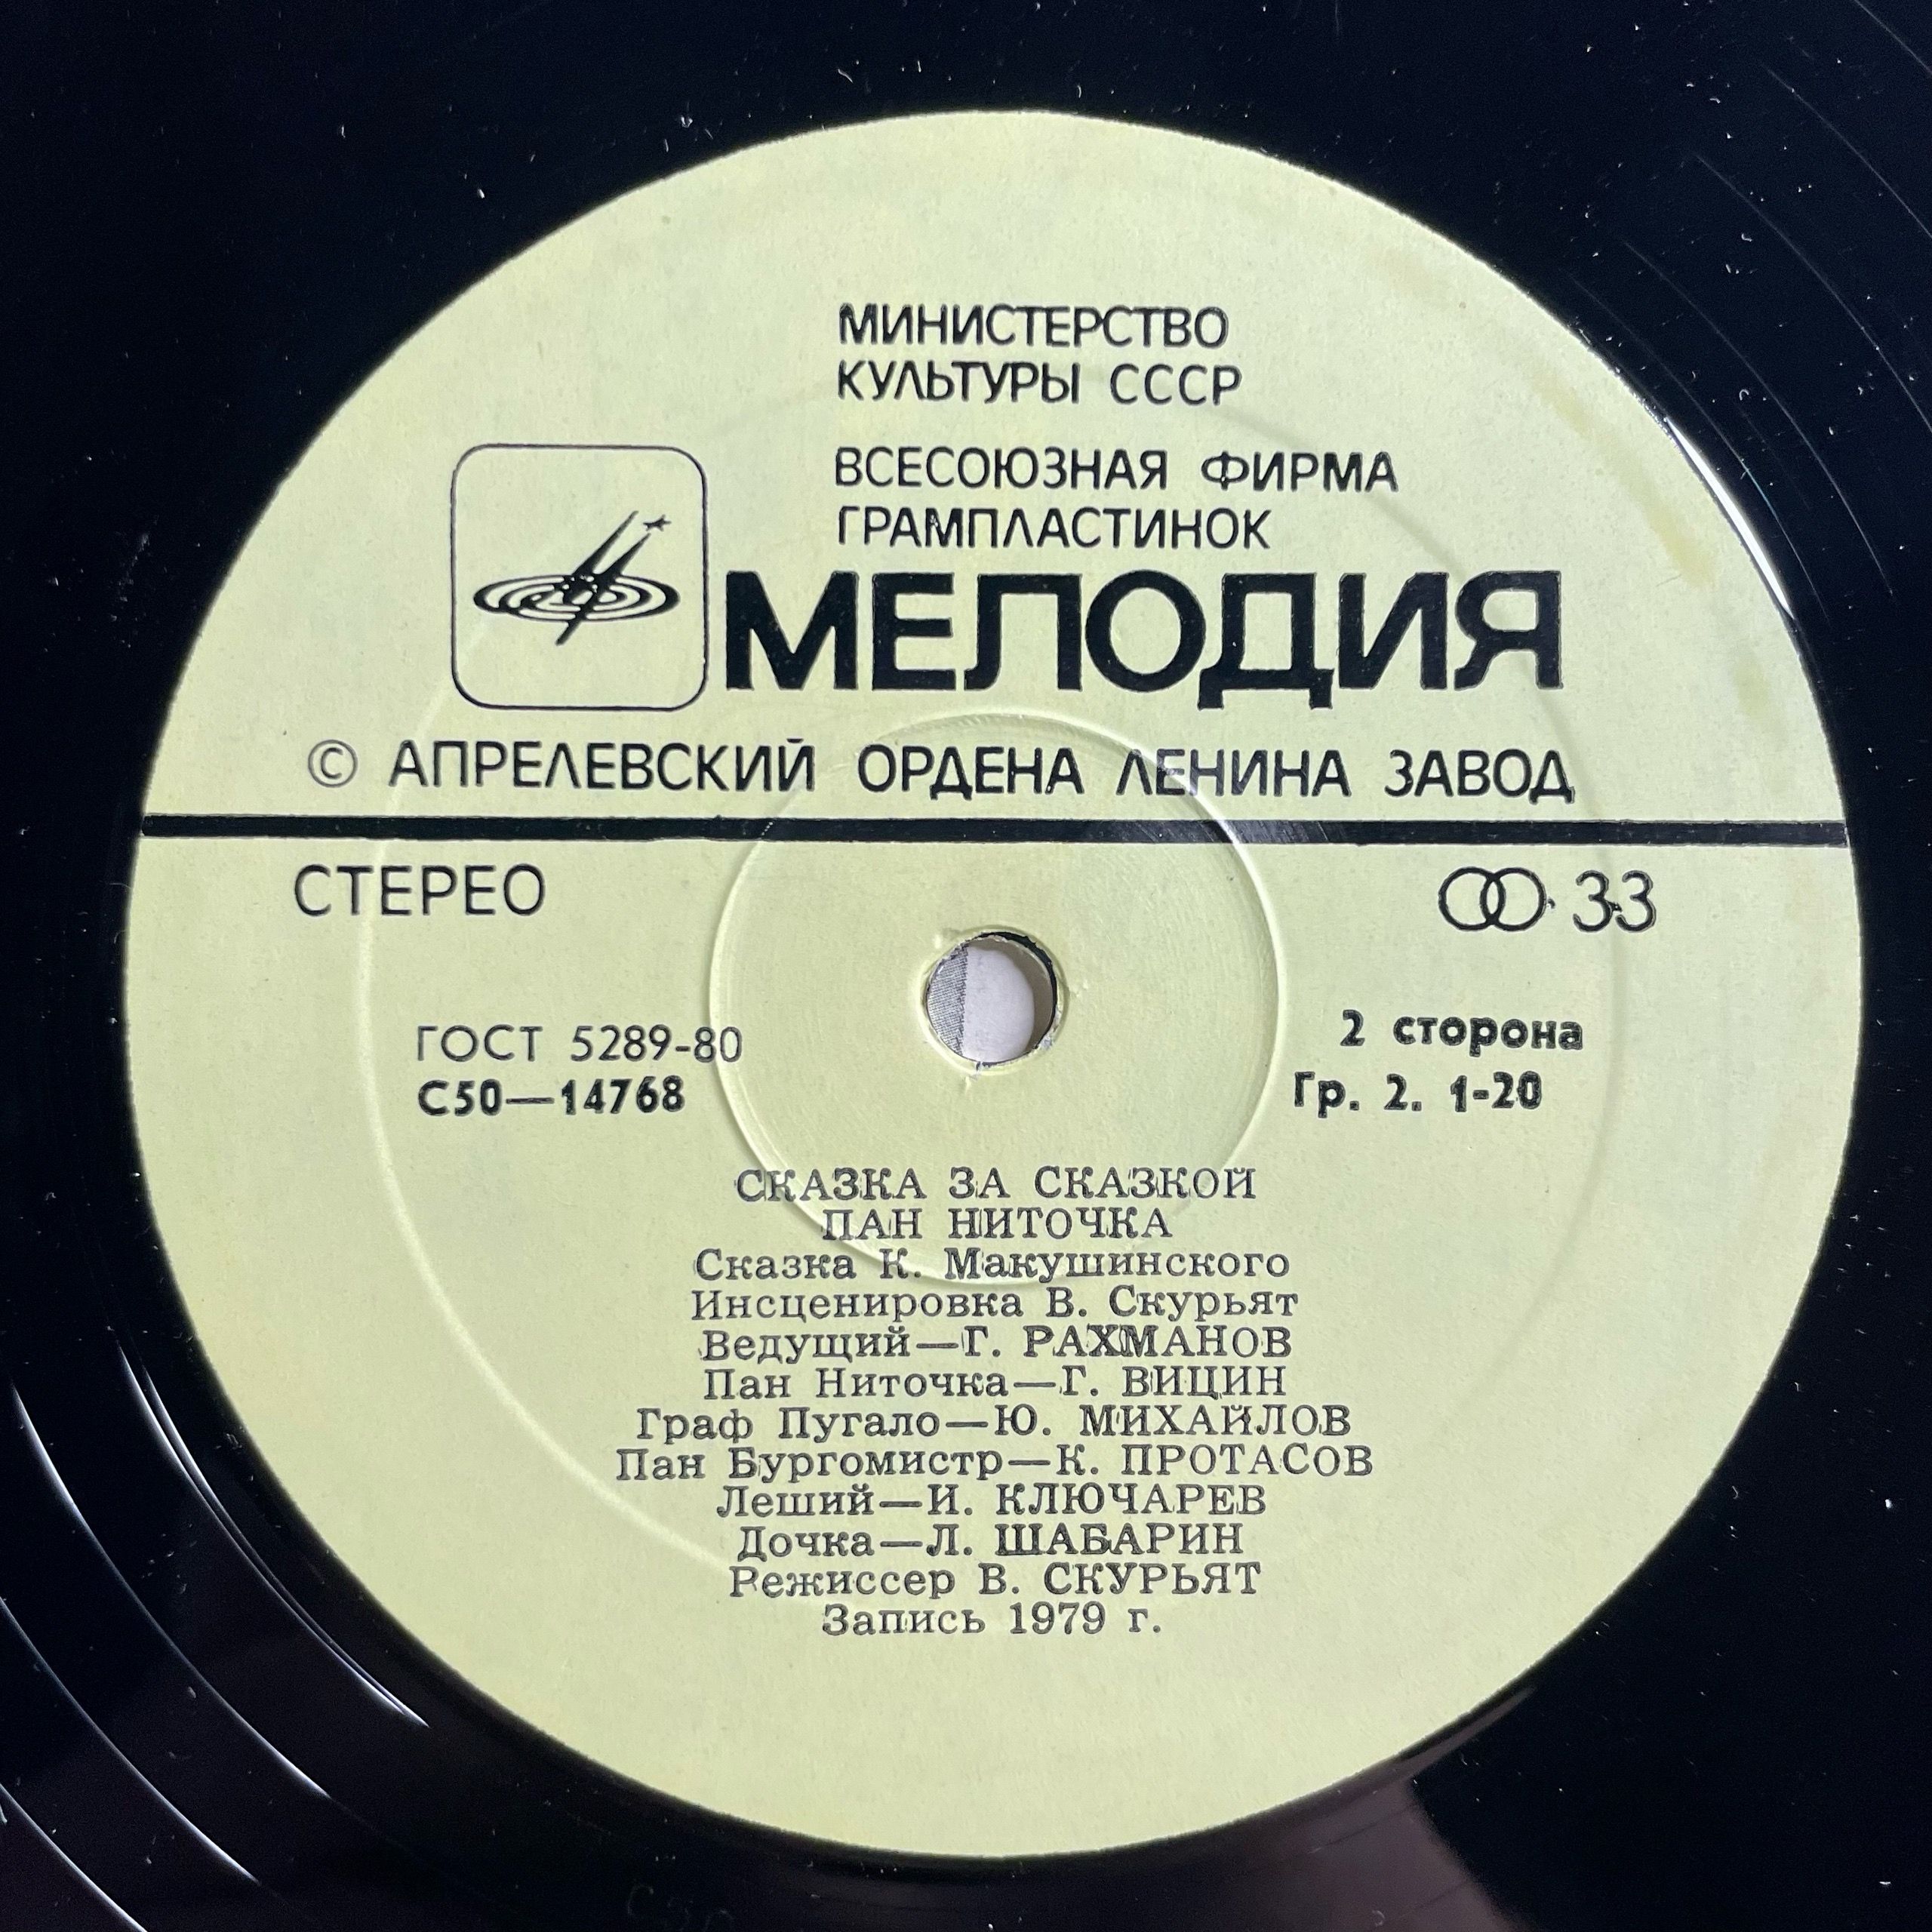 МИНИСТЕРСТВО
КУЛЬТУРЫ СССР
ВСЕСОЮЗНАЯ ФИРМА
ГРАМПЛАСТИНОК
МЕЛОДИЯ
© АПРЕЛЕВСКИЙ ОРДЕНА ЛЕНИНА ЗАВОД
СТЕРЕО
33
ГОСТ 5289-80
С50—14768
2 сторона
Гр. 2. 1-20
СКАЗКА ЗА СКАЗКОЙ
ПАН НИТОЧКА
Сказка К. Макушинского
Инсценировка В. Скурьят
Ведущий—Г. РАХМАНОВ
Пан Ниточка—Г. ВИЦИН
Граф Пугало—Ю. МИХАЙЛОВ
Пан Бургомистр—К. ПРОТАСОВ
Леший—И. КЛЮЧАРЕВ
Дочка—Л. ШАБАРИН
Режиссер В. СКУРЬЯТ
Запись 1979 г.